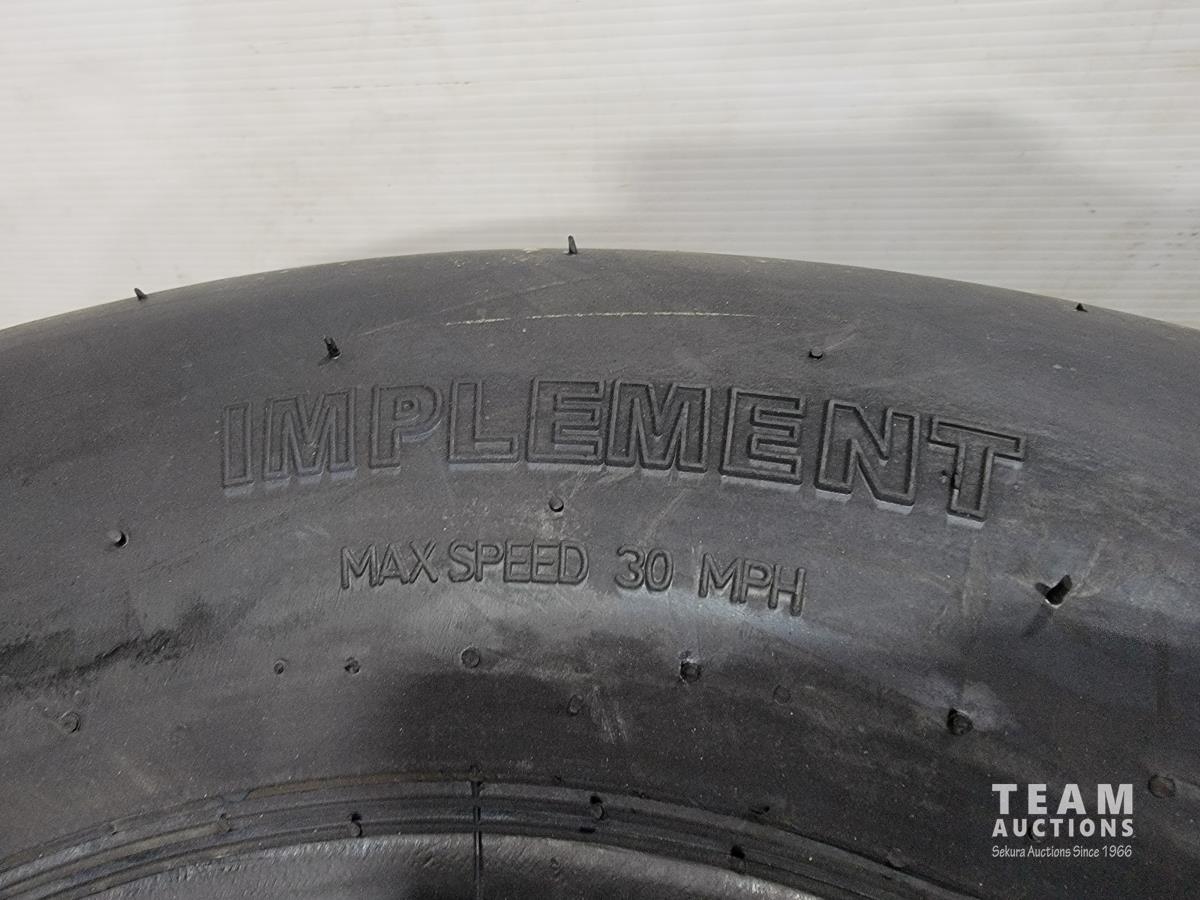 IMPLEMENT
MAX SPEED 30 MPH
TEAM
AUCTIONS
Sekura Auctions Since 1966